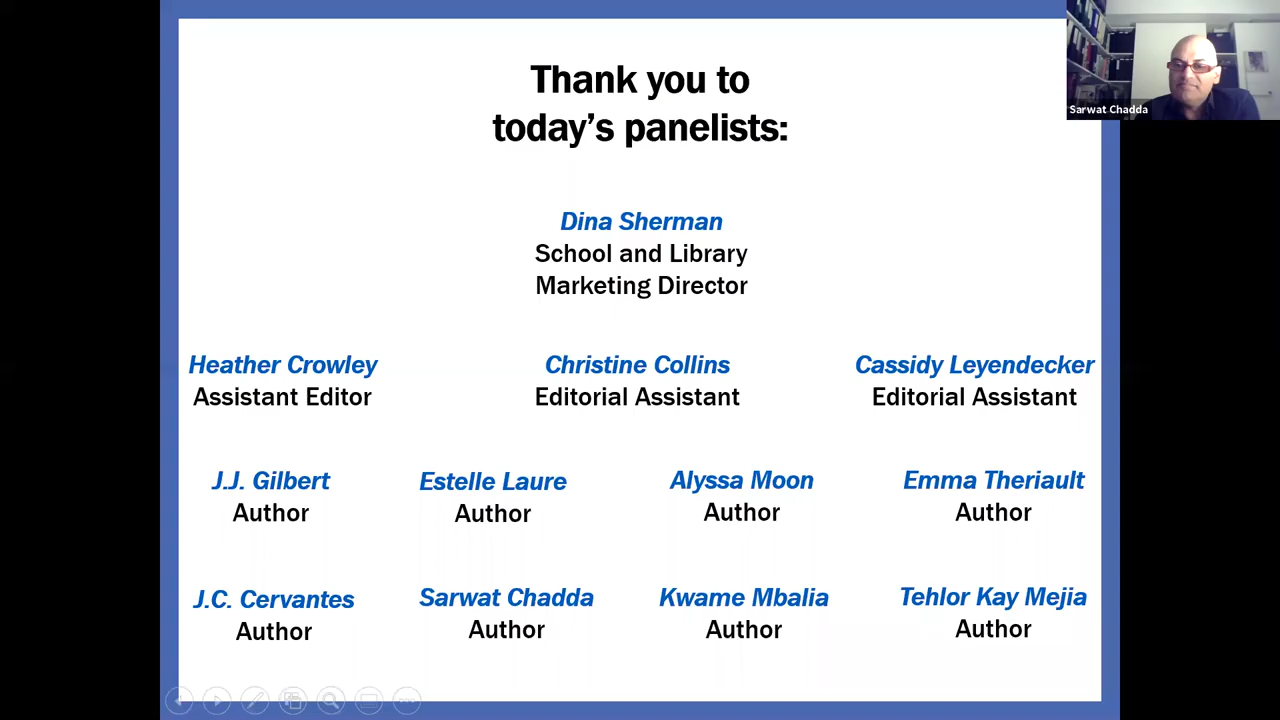 Thank you to
today's panelists:
Sarwat Chadda
Dina Sherman
School and Library
Marketing Director
Heather Crowley
Assistant Editor
Christine Collins
Editorial Assistant
Cassidy Leyendecker
Editorial Assistant
J.J. Gilbert
Author
Estelle Laure
Author
Alyssa Moon
Author
Emma Theriault
Author
J.C. Cervantes
Author
Sarwat Chadda
Author
Kwame Mbalia
Author
Tehlor Kay Mejia
Author